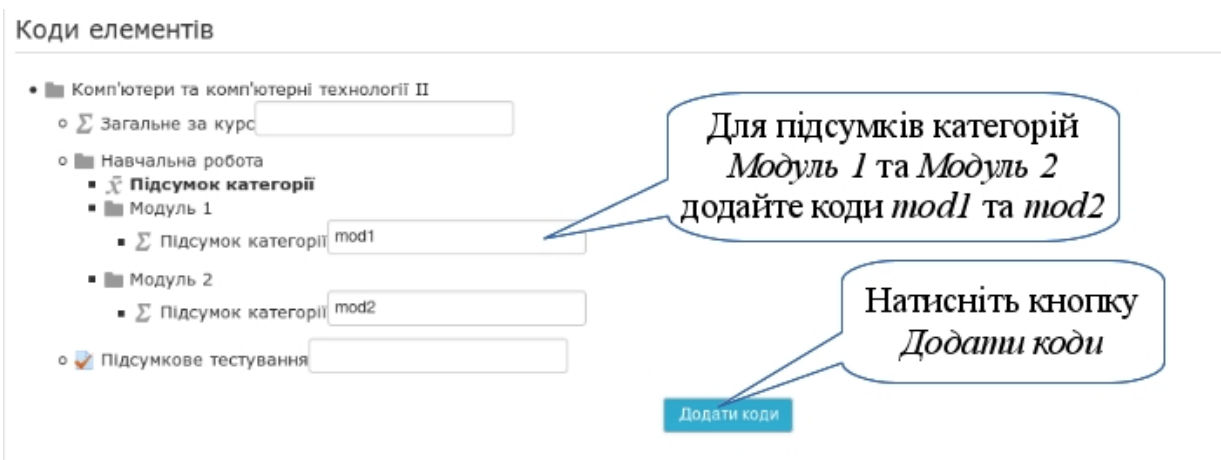 Коди елементів
Комп'ютери та комп'ютерні технології II
Загальне за курс
Навчальна робота
Підсумок категорії
Модуль 1
Підсумок категорії mod1
Модуль 2
Підсумок категорії mod2
Підсумкове тестування
Для підсумків категорій
Модуль 1 та Модуль 2
додайте коди mod1 та mod2
Натисніть кнопку
Додати коди
Додати коди